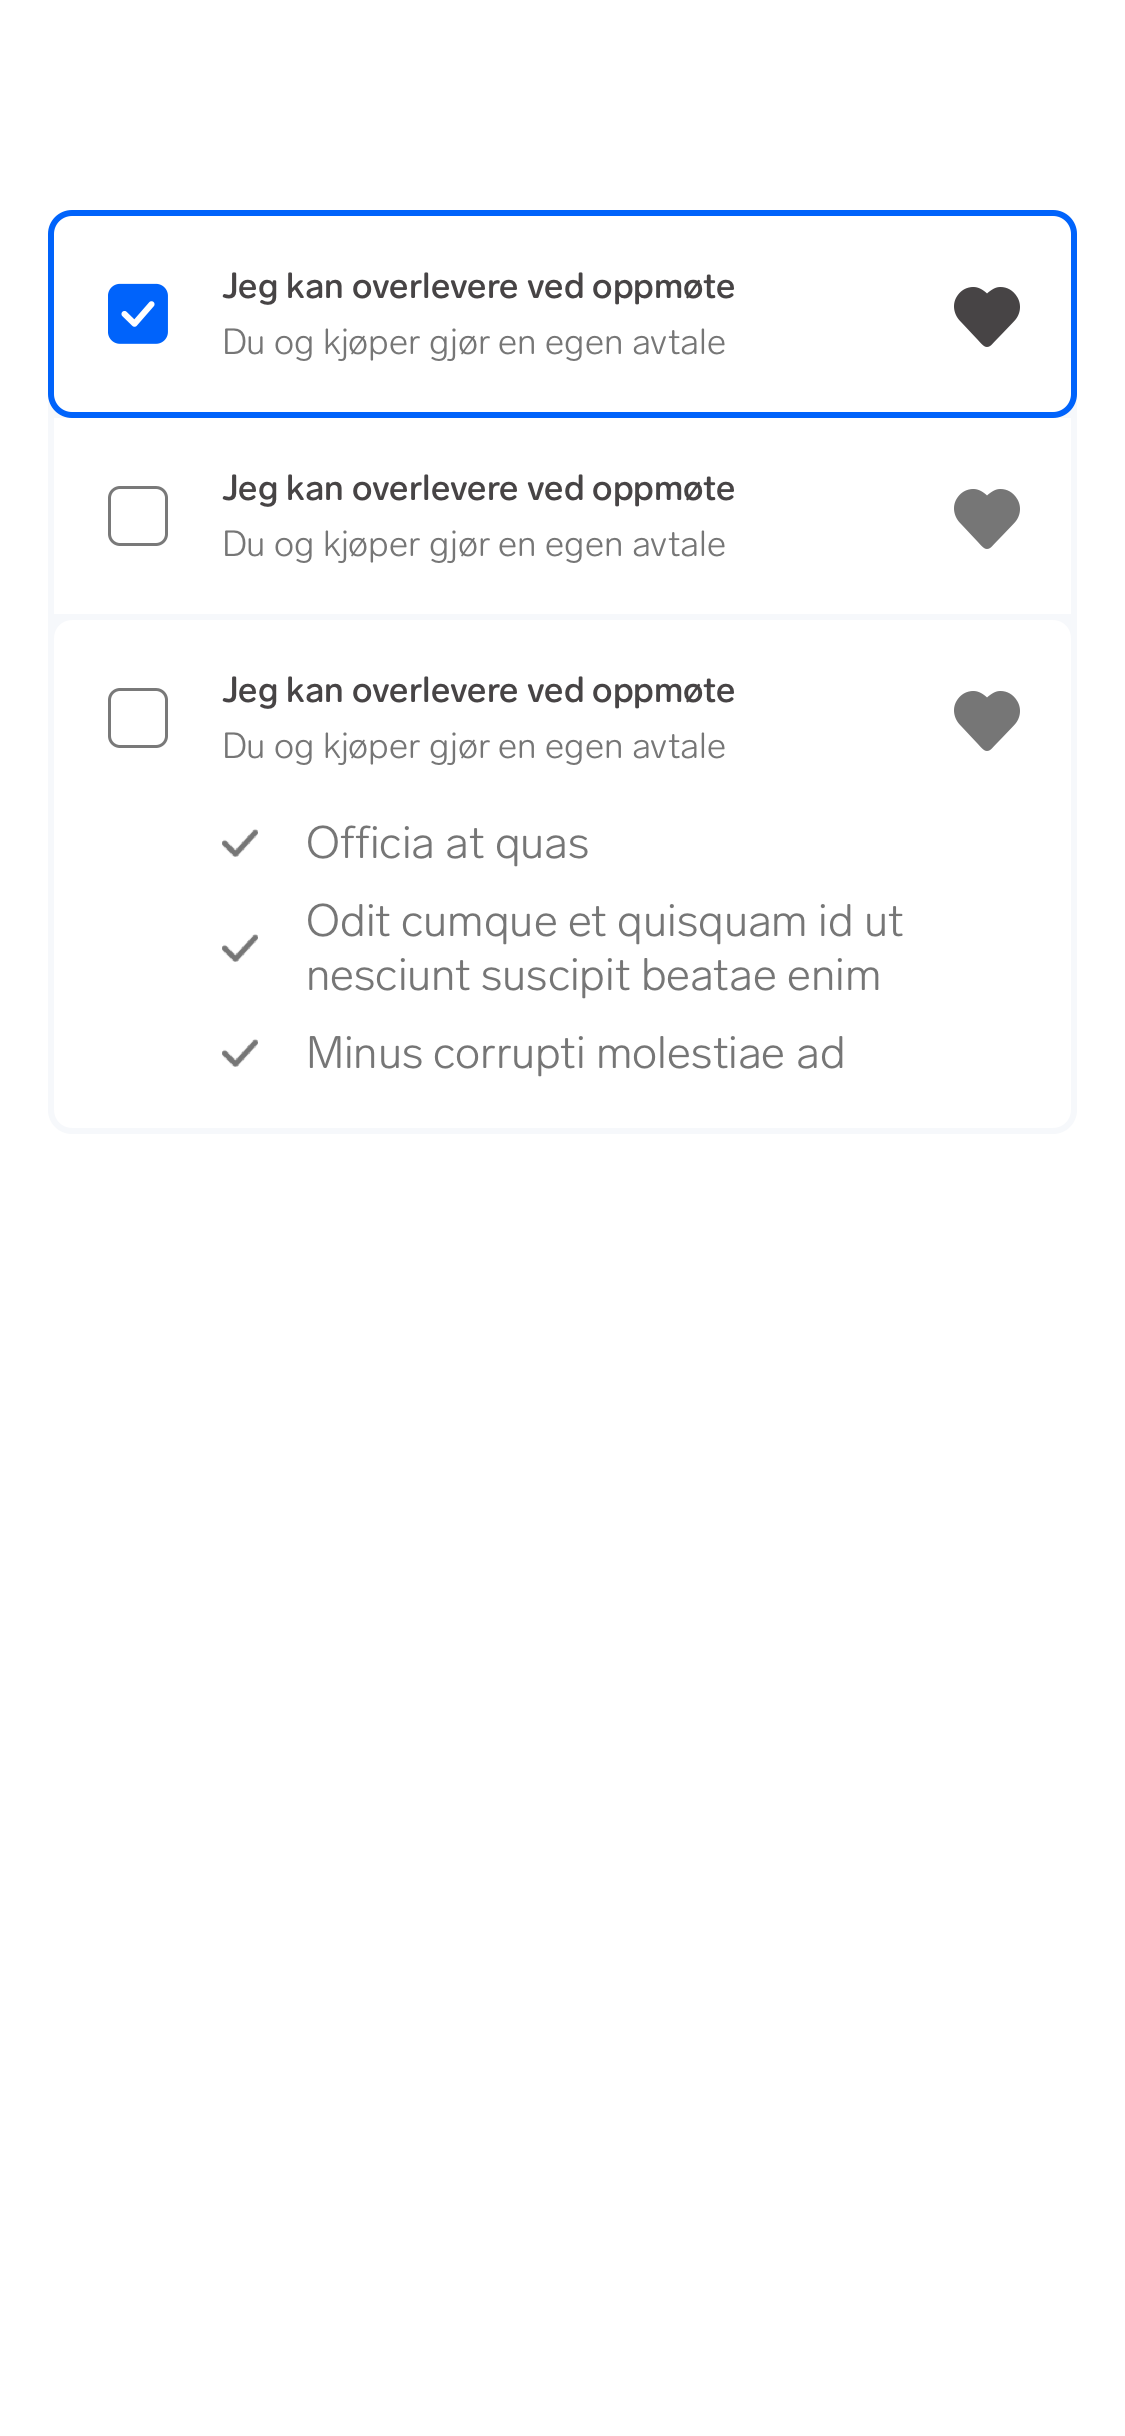 Jeg kan overlevere ved oppmøte
Du og kjøper gjør en egen avtale
Jeg kan overlevere ved oppmøte
Du og kjøper gjør en egen avtale
Jeg kan overlevere ved oppmøte
Du og kjøper gjør en egen avtale
Officia at quas
Odit cumque et quisquam id ut
nesciunt suscipit beatae enim
Minus corrupti molestiae ad